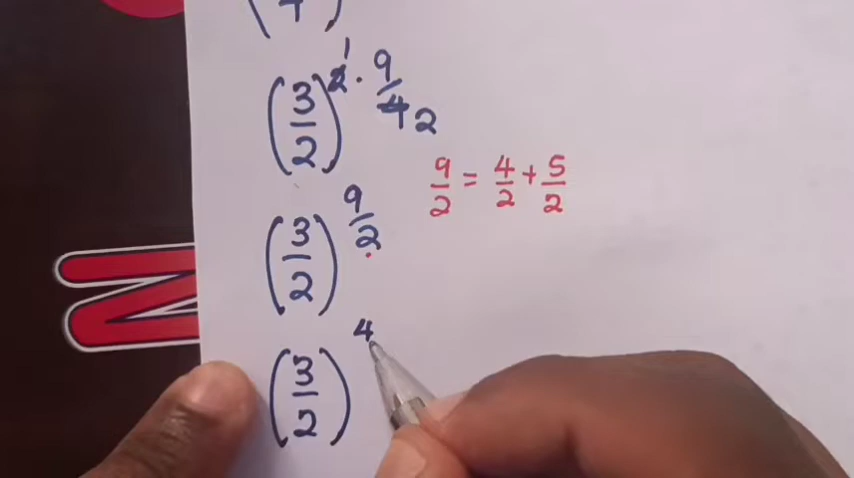 (3/2)^2̶ 1 · 9/4̶ 2
9/2 = 4/2 + 5/2
(3/2)^9/2
(3/2)^4